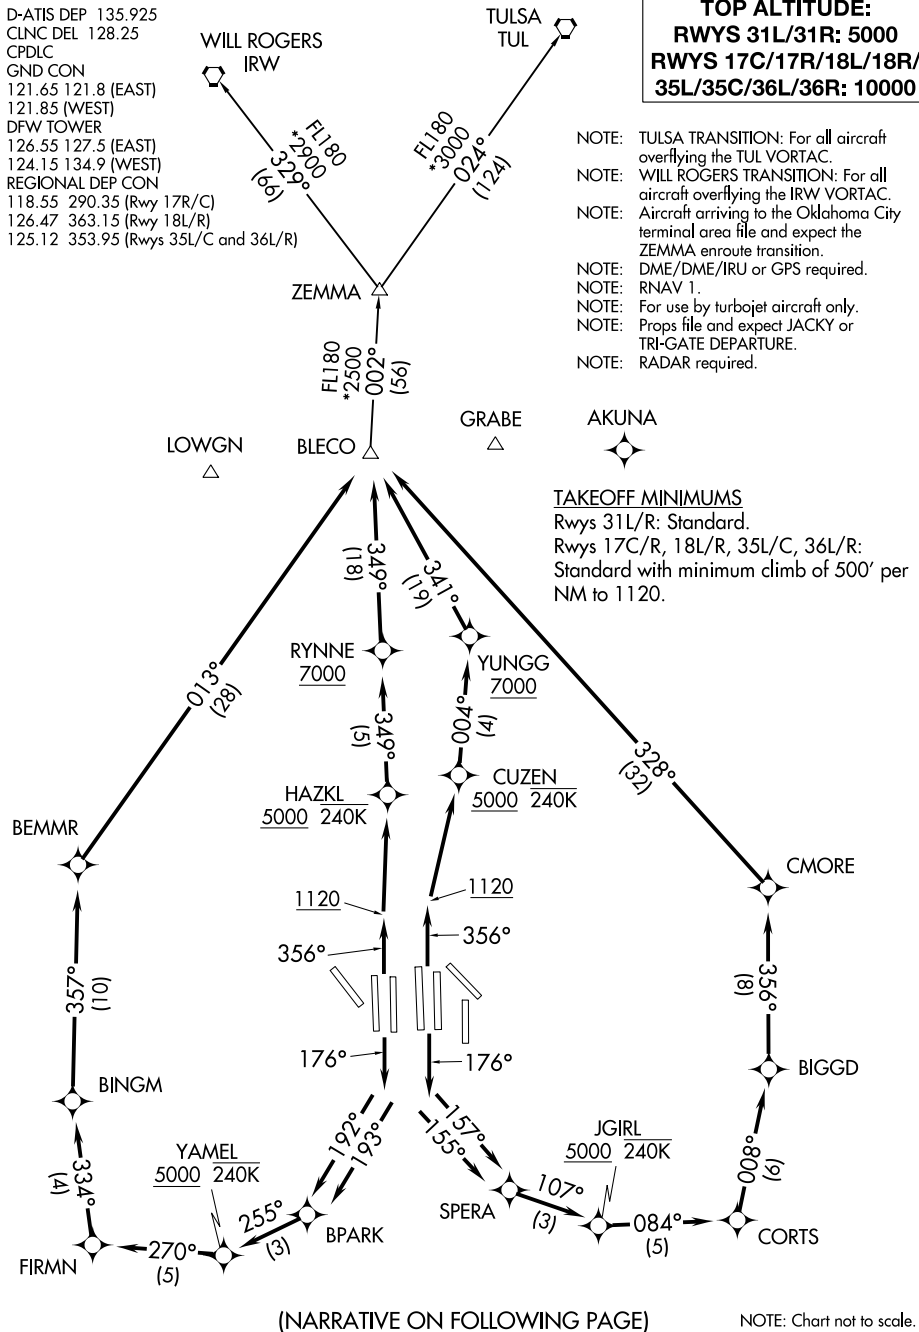 D-ATIS DEP 135.925
CLNC DEL 128.25
CPDLC
GND CON
121.65 121.8 (EAST)
121.85 (WEST)
DFW TOWER
126.55 127.5 (EAST)
124.15 134.9 (WEST)
REGIONAL DEP CON
118.55 290.35 (Rwy 17R/C)
126.47 363.15 (Rwy 18L/R)
125.12 353.95 (Rwys 35L/C and 36L/R)
WILL ROGERS
IRW
TULSA
TUL
TOP ALTITUDE:
RWYS 31L/31R: 5000
RWYS 17C/17R/18L/18R/
35L/35C/36L/36R: 10000
FL180
*2900
329°
(66)
FL180
*3000
024°
(124)
NOTE: TULSA TRANSITION: For all aircraft
overflying the TUL VORTAC.
NOTE: WILL ROGERS TRANSITION: For all
aircraft overflying the IRW VORTAC.
NOTE: Aircraft arriving to the Oklahoma City
terminal area file and expect the
ZEMMA enroute transition.
NOTE: DME/DME/IRU or GPS required.
NOTE: RNAV 1.
NOTE: For use by turbojet aircraft only.
NOTE: Props file and expect JACKY or
TRI-GATE DEPARTURE.
NOTE: RADAR required.
ZEMMA
FL180
*2500
002°
(56)
LOWGN
BLECO
GRABE
AKUNA
TAKEOFF MINIMUMS
Rwys 31L/R: Standard.
Rwys 17C/R, 18L/R, 35L/C, 36L/R:
Standard with minimum climb of 500' per
NM to 1120.
349°
(18)
341°
(19)
RYNNE
7000
YUNGG
7000
013°
(28)
349°
(5)
004°
(4)
328°
(32)
HAZKL
5000 240K
CUZEN
5000 240K
BEMMR
CMORE
1120
1120
356°
356°
357°
(10)
356°
(8)
176°
176°
BINGM
BIGGD
192°
193°
157°
155°
YAMEL
5000 240K
JGIRL
5000 240K
334°
(4)
008°
(6)
SPERA
107°
(3)
BPARK
255°
(3)
084°
(5)
CORTS
FIRMN
270°
(5)
(NARRATIVE ON FOLLOWING PAGE)
NOTE: Chart not to scale.